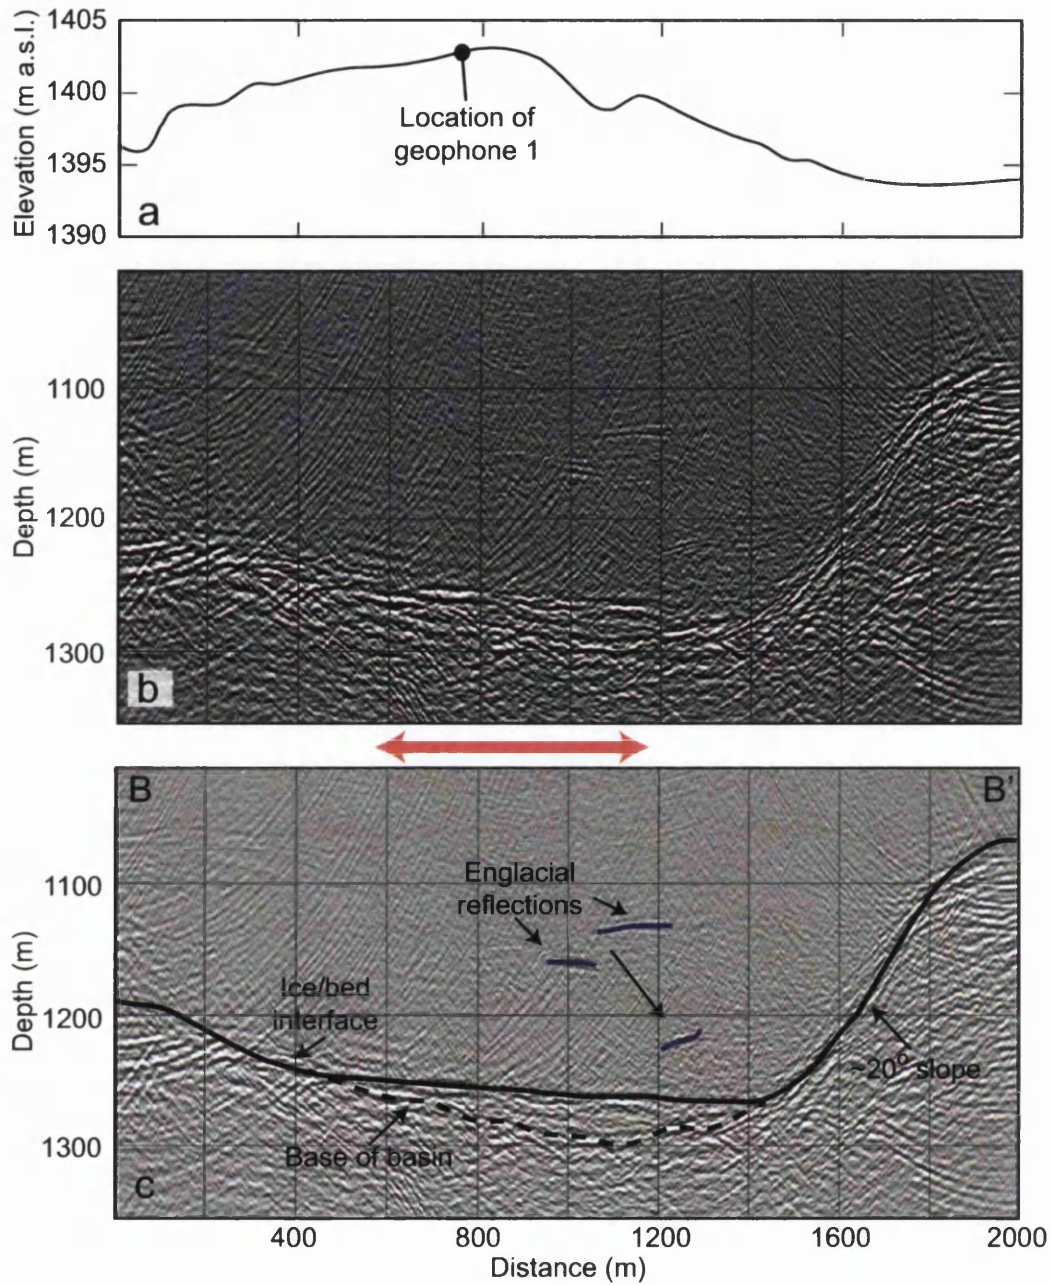 Elevation (m a.s.l.)
1405
1400
1395
1390
Location of
geophone 1
a
Depth (m)
1100
1200
1300
b
B
B'
Depth (m)
1100
1200
1300
Englacial
reflections
Ice/bed
interface
~20° slope
Base of basin
c
400
800
1200
1600
2000
Distance (m)